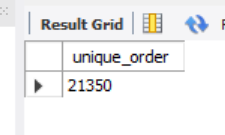 Result Grid
unique_order
21350